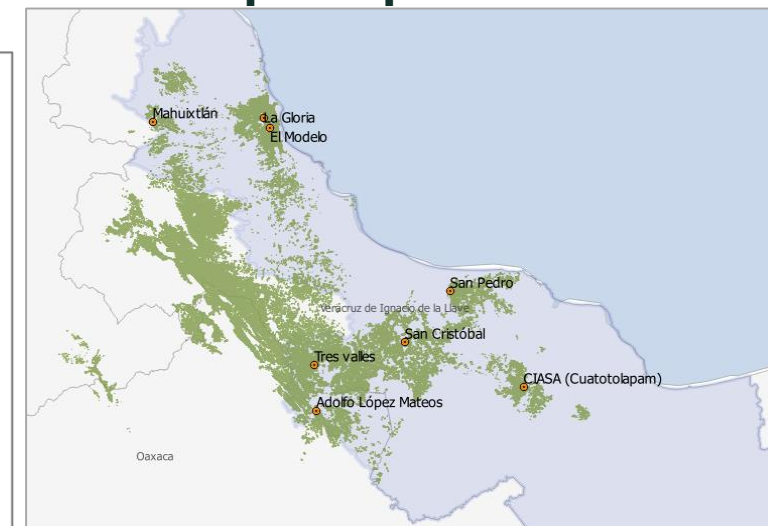 Mahuixtlán
La Gloria
El Modelo
San Pedro
Veracruz de Ignacio de la Llave
San Cristóbal
Tres valles
CIASA (Cuatotolapam)
Adolfo López Mateos
Oaxaca